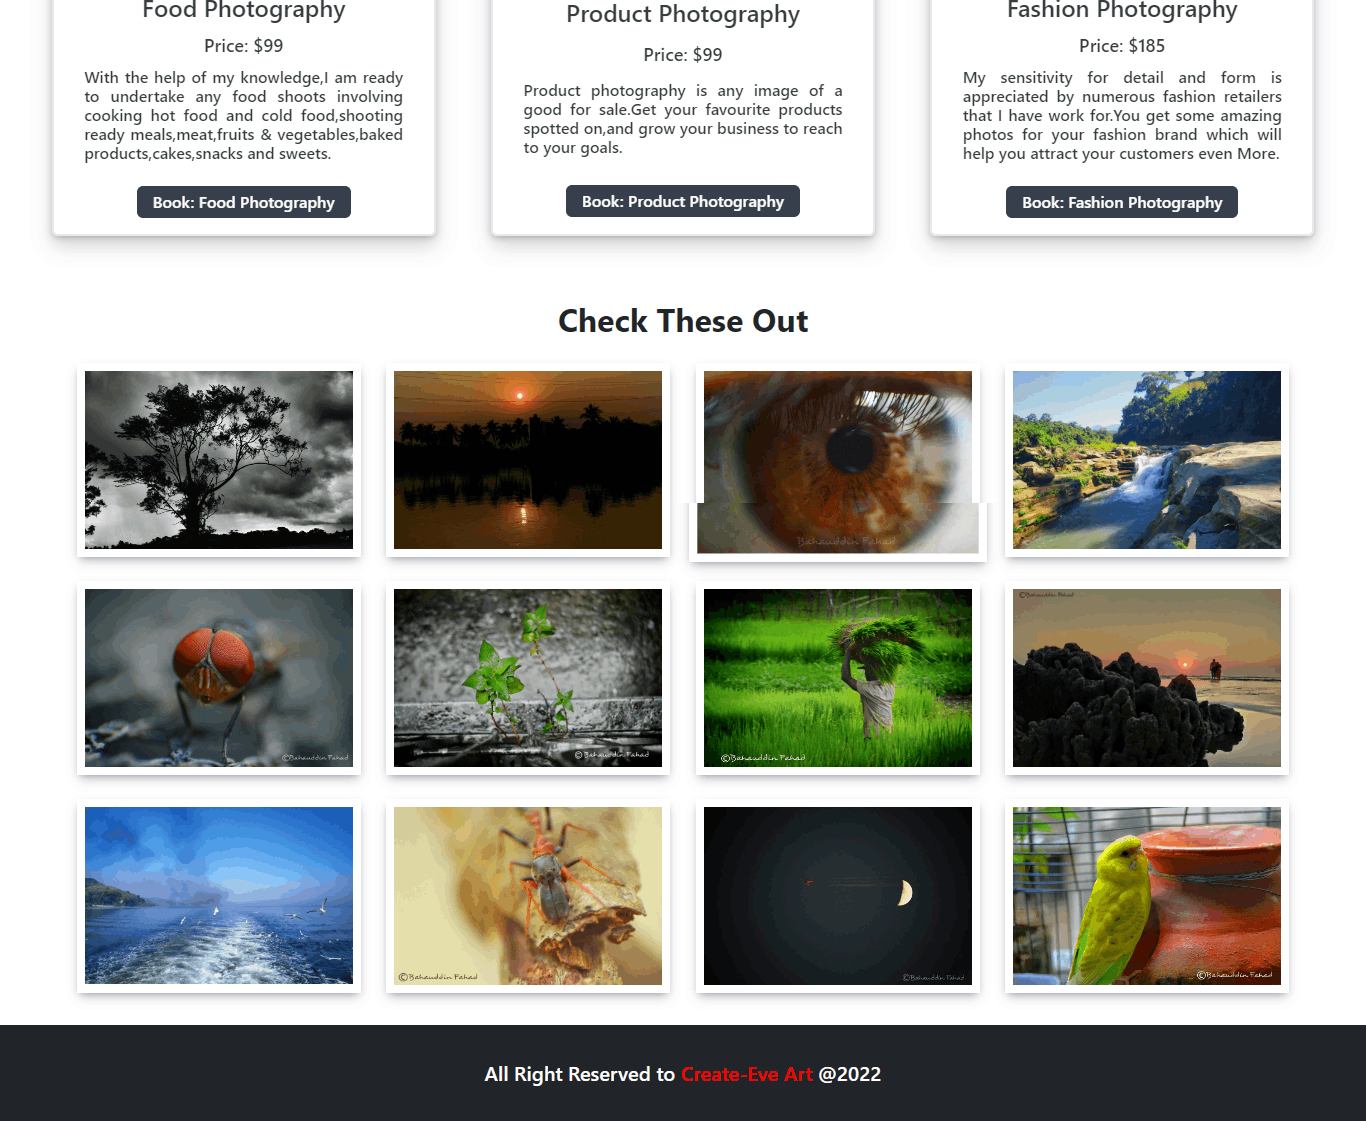 Food Photography
Price: $99
With the help of my knowledge,I am ready
to undertake any food shoots involving
cooking hot food and cold food,shooting
ready meals,meat,fruits & vegetables,baked
products,cakes,snacks and sweets.
Book: Food Photography
Product Photography
Price: $99
Product photography is any image of a
good for sale.Get your favourite products
spotted on,and grow your business to reach
to your goals.
Book: Product Photography
Fashion Photography
Price: $185
My sensitivity for detail and form is
appreciated by numerous fashion retailers
that I have work for.You get some amazing
photos for your fashion brand which will
help you attract your customers even More.
Book: Fashion Photography
Check These Out
Bahauddin Fahad
©Bahauddin Fahad
©Bahauddin Fahad
©Bahauddin Fahad
©Bahauddin Fahad
©Bahauddin Fahad
©Bahauddin Fahad
©Bahauddin Fahad
All Right Reserved to Create-Eve Art @2022